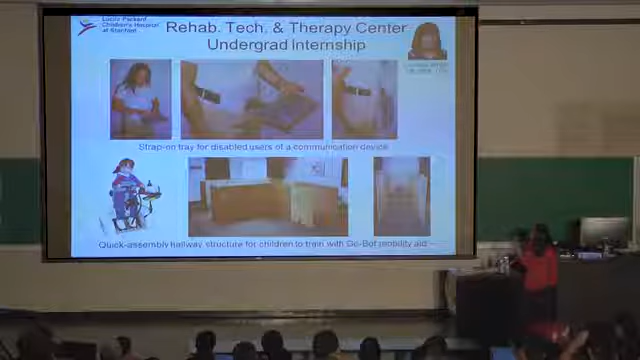 Lucile Packard
Children's Hospital
at Stanford
Rehab. Tech. & Therapy Center
Undergrad Internship
Strap-on tray for disabled users of a communication device
Quick-assembly hallway structure for children to train with Go-Bot mobility aid